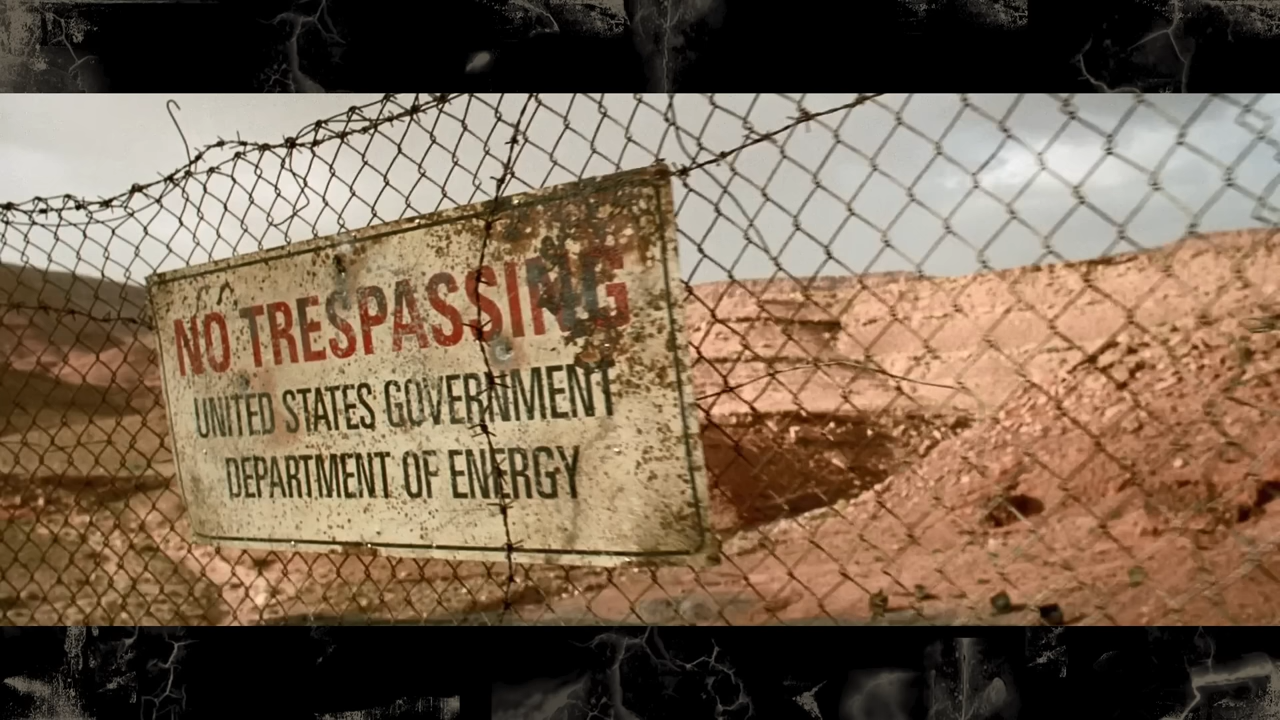 NO TRESPASSING
UNITED STATES GOVERNMENT
DEPARTMENT OF ENERGY